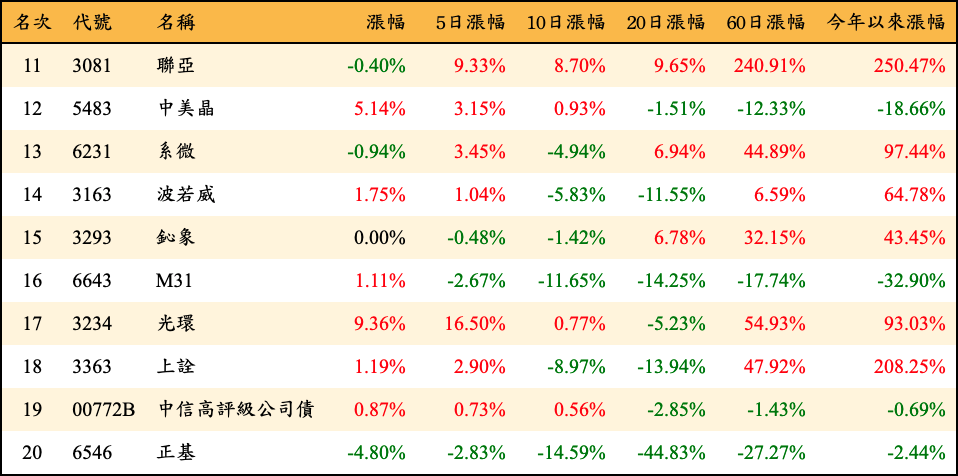 名次 代號 名稱 漲幅 5日漲幅 10日漲幅 20日漲幅 60日漲幅 今年以來漲幅
11 3081 聯亞 -0.40% 9.33% 8.70% 9.65% 240.91% 250.47%
12 5483 中美晶 5.14% 3.15% 0.93% -1.51% -12.33% -18.66%
13 6231 系微 -0.94% 3.45% -4.94% 6.94% 44.89% 97.44%
14 3163 波若威 1.75% 1.04% -5.83% -11.55% 6.59% 64.78%
15 3293 鈊象 0.00% -0.48% -1.42% 6.78% 32.15% 43.45%
16 6643 M31 1.11% -2.67% -11.65% -14.25% -17.74% -32.90%
17 3234 光環 9.36% 16.50% 0.77% -5.23% 54.93% 93.03%
18 3363 上詮 1.19% 2.90% -8.97% -13.94% 47.92% 208.25%
19 00772B 中信高評級公司債 0.87% 0.73% 0.56% -2.85% -1.43% -0.69%
20 6546 正基 -4.80% -2.83% -14.59% -44.83% -27.27% -2.44%